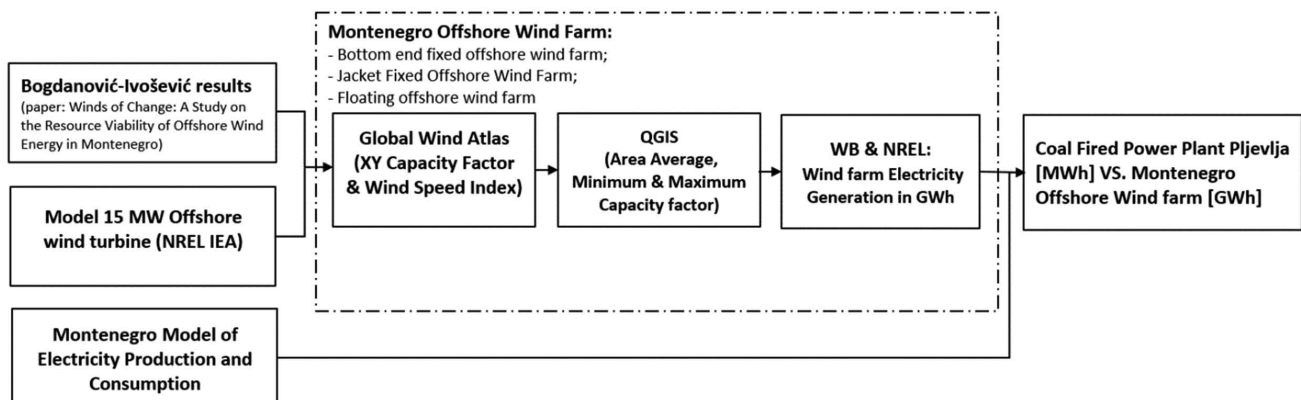 Montenegro Offshore Wind Farm:
- Bottom end fixed offshore wind farm;
- Jacket Fixed Offshore Wind Farm;
- Floating offshore wind farm
Bogdanović-Ivošević results
(paper: Winds of Change: A Study on
the Resource Viability of Offshore Wind
Energy in Montenegro)
Model 15 MW Offshore
wind turbine (NREL IEA)
Montenegro Model of
Electricity Production and
Consumption
Global Wind Atlas
(XY Capacity Factor
& Wind Speed Index)
QGIS
(Area Average,
Minimum & Maximum
Capacity factor)
WB & NREL:
Wind farm Electricity
Generation in GWh
Coal Fired Power Plant Pljevlja
[MWh] VS. Montenegro
Offshore Wind farm [GWh]